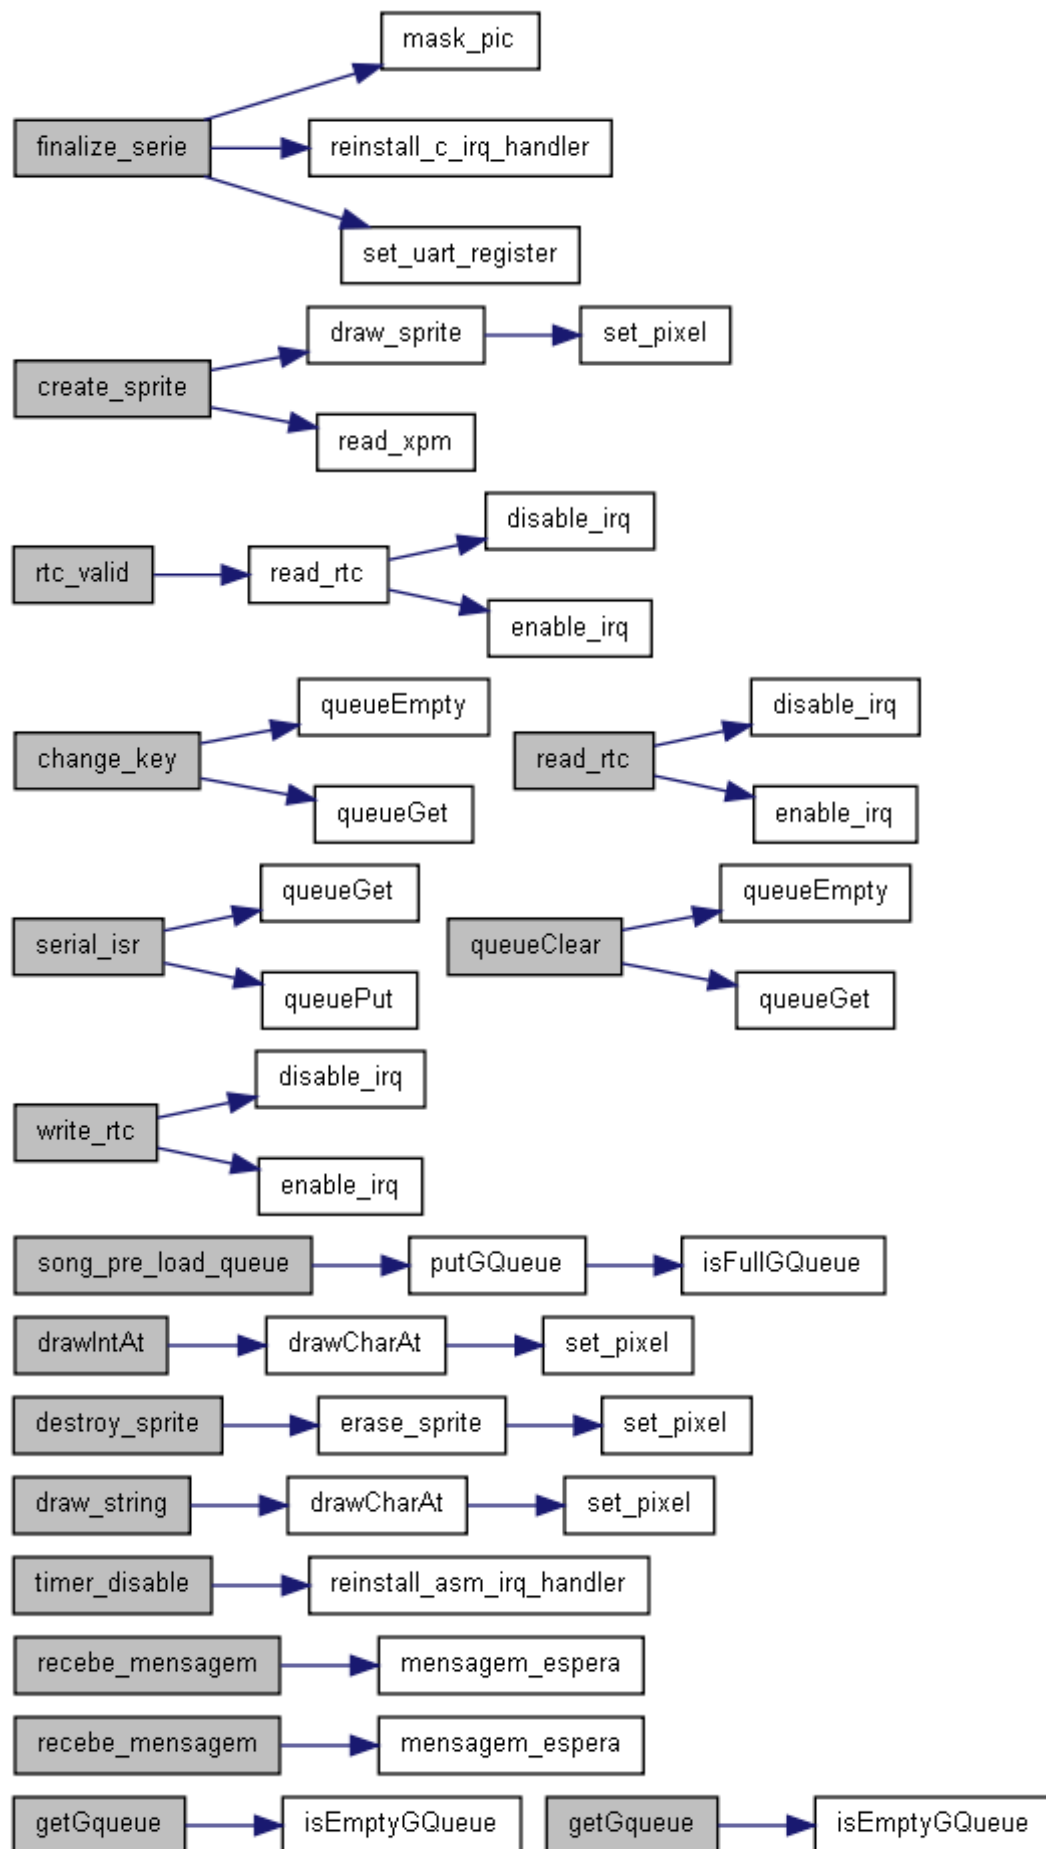 mask_pic
finalize_serie
reinstall_c_irq_handler
set_uart_register
draw_sprite
set_pixel
create_sprite
read_xpm
disable_irq
rtc_valid
read_rtc
enable_irq
queueEmpty
disable_irq
change_key
read_rtc
queueGet
enable_irq
queueGet
queueEmpty
serial_isr
queueClear
queuePut
queueGet
disable_irq
write_rtc
enable_irq
song_pre_load_queue
putGQueue
isFullGQueue
drawIntAt
drawCharAt
set_pixel
destroy_sprite
erase_sprite
set_pixel
draw_string
drawCharAt
set_pixel
timer_disable
reinstall_asm_irq_handler
recebe_mensagem
mensagem_espera
recebe_mensagem
mensagem_espera
getGqueue
isEmptyGQueue
getGqueue
isEmptyGQueue